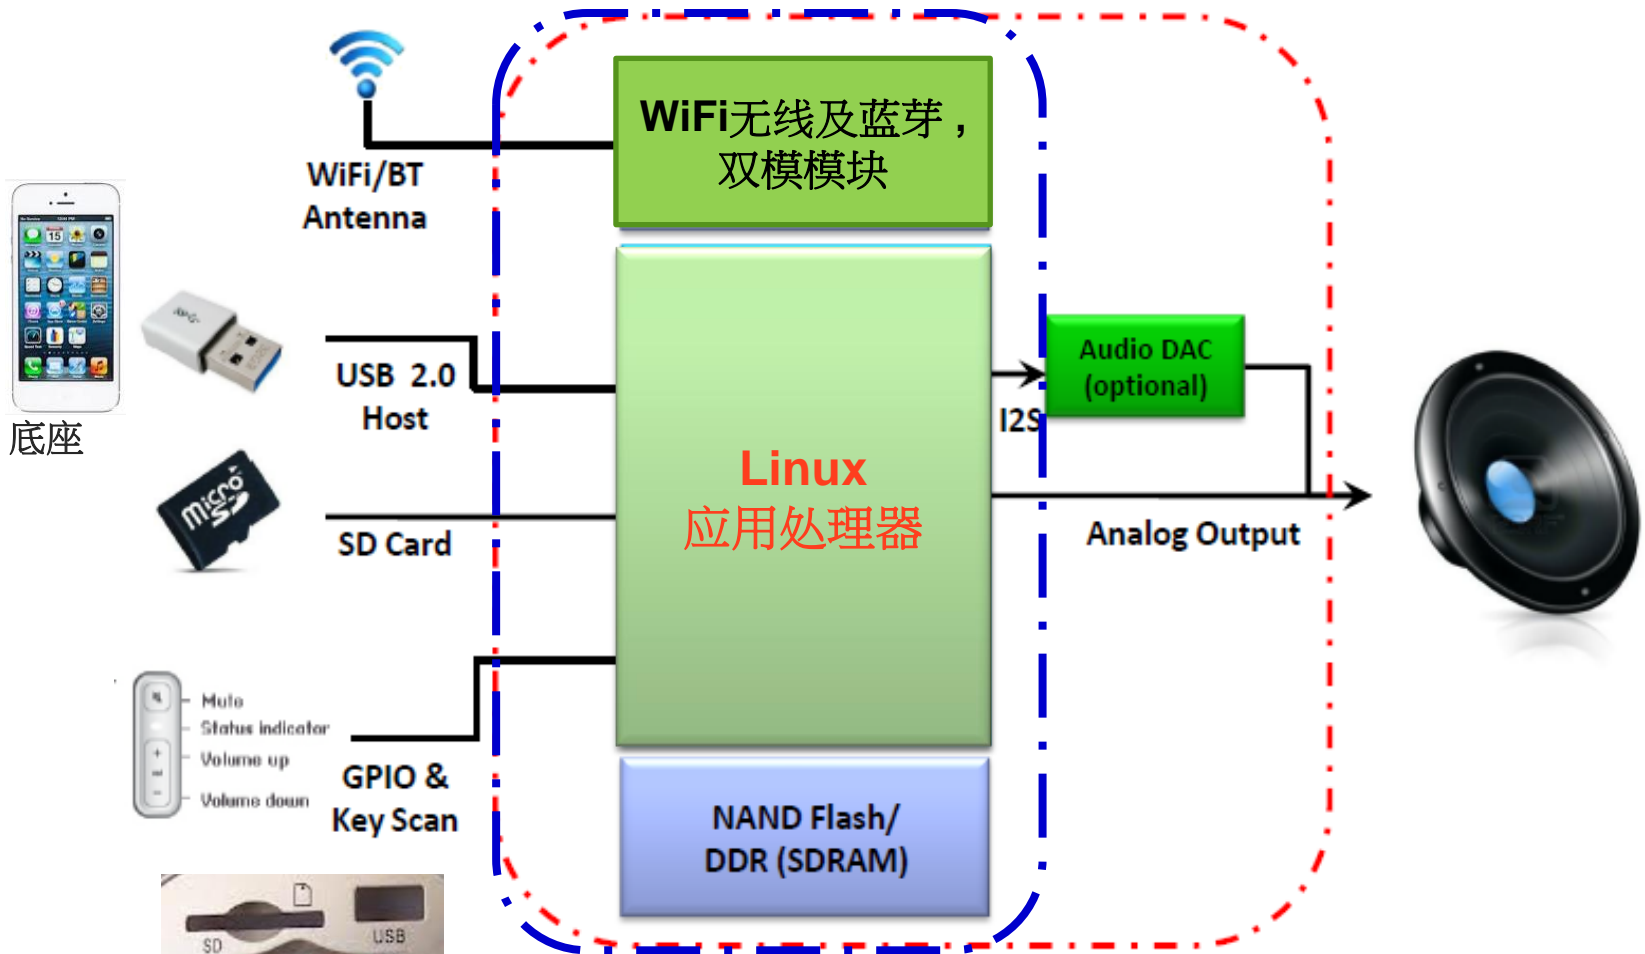 WiFi无线及蓝芽，
双模模块
WiFi/BT
Antenna
底座
USB 2.0
Host
micro
SD Card
Linux
应用处理器
I2S
Audio DAC
(optional)
Analog Output
Mute
Status indicator
Volume up
Volume down
GPIO &
Key Scan
NAND Flash/
DDR (SDRAM)
SD
USB